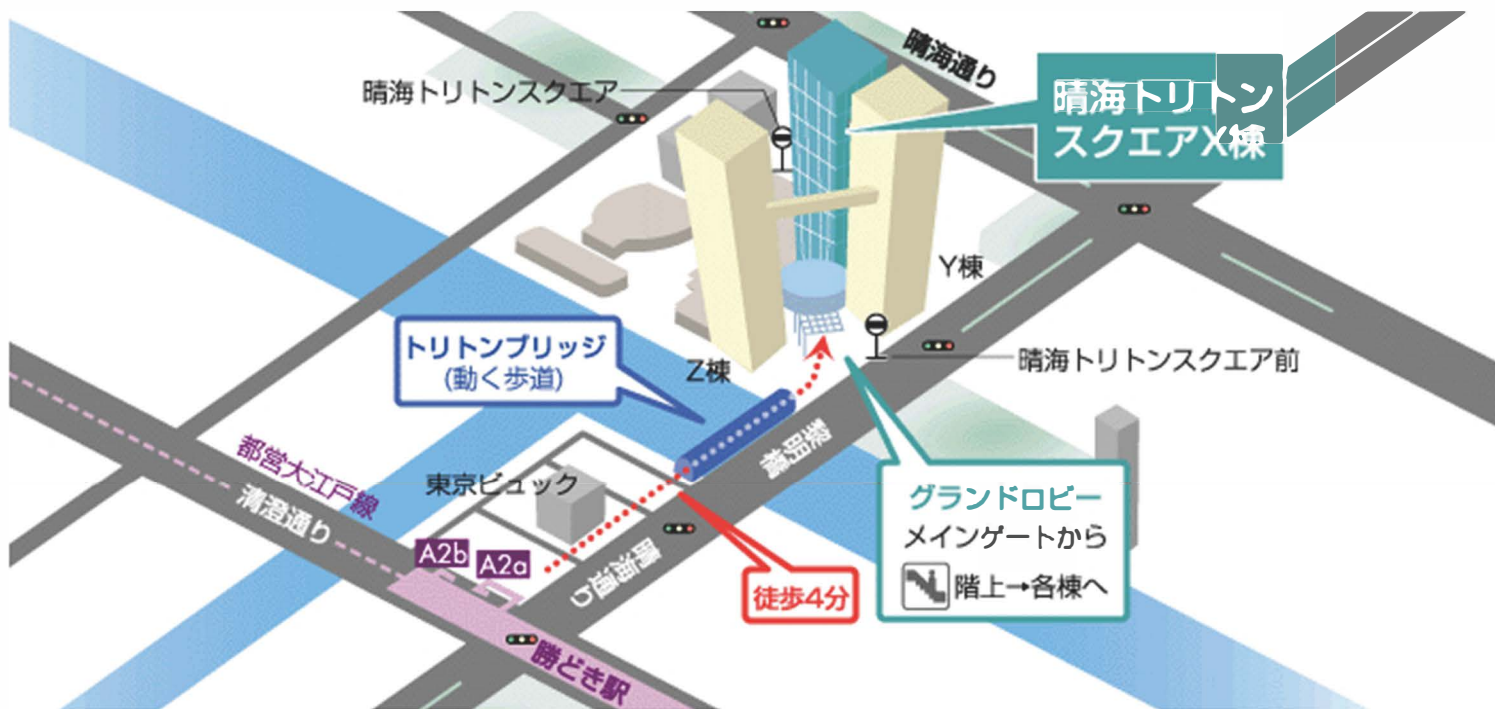 晴海通り
晴海トリトンスクエア
晴海トリトン
スクエアX棟
Y棟
トリトンブリッジ
(動く歩道)
Z棟
晴海トリトンスクエア前
黎明橋
都営大江戸線
清澄通り
東京ビュック
グランドロビー
メインゲートから
階上→各棟へ
A2b
A2a
晴海通り
徒歩4分
勝どき駅